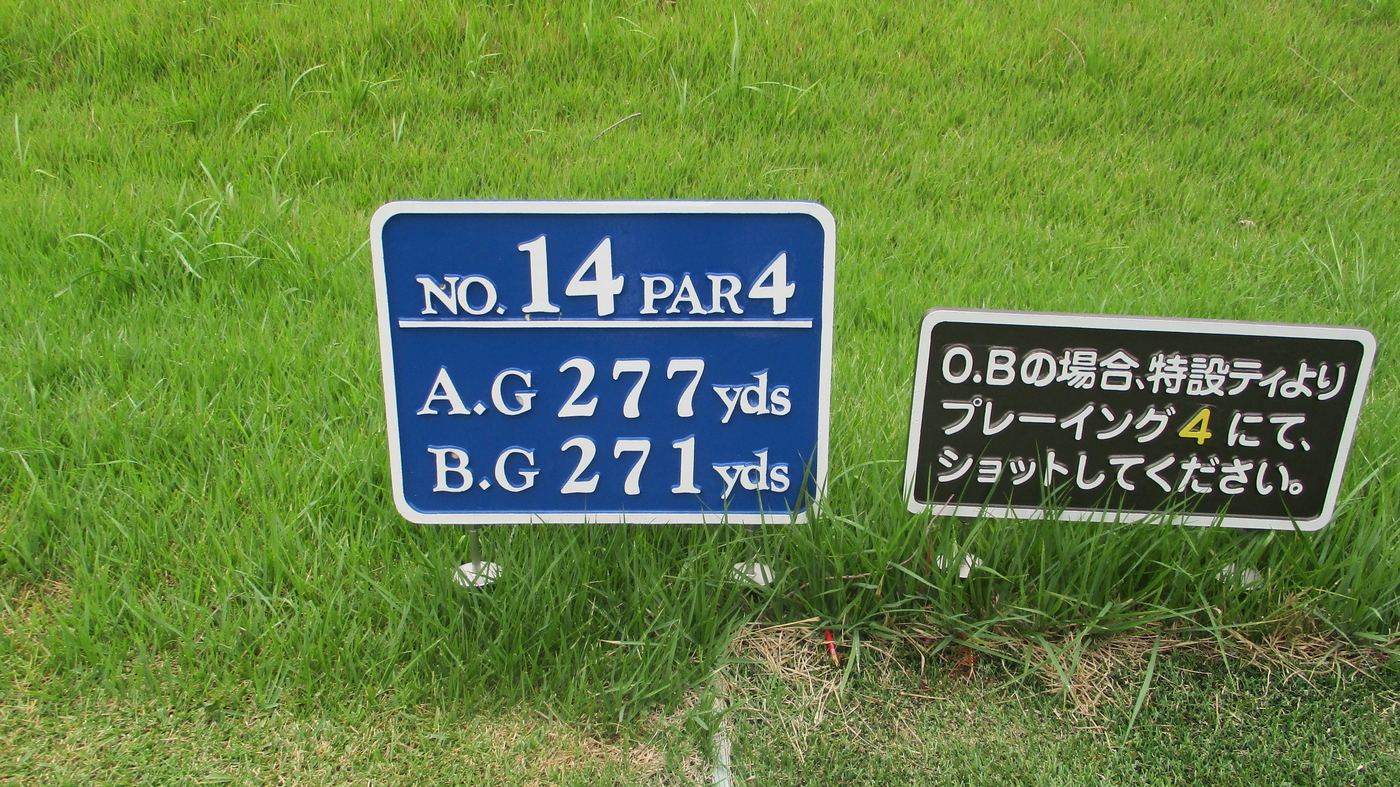 NO. 14 PAR 4
A.G 277 yds
B.G 271 yds
O.Bの場合、特設ティより
プレーイング4にて、
ショットしてください。